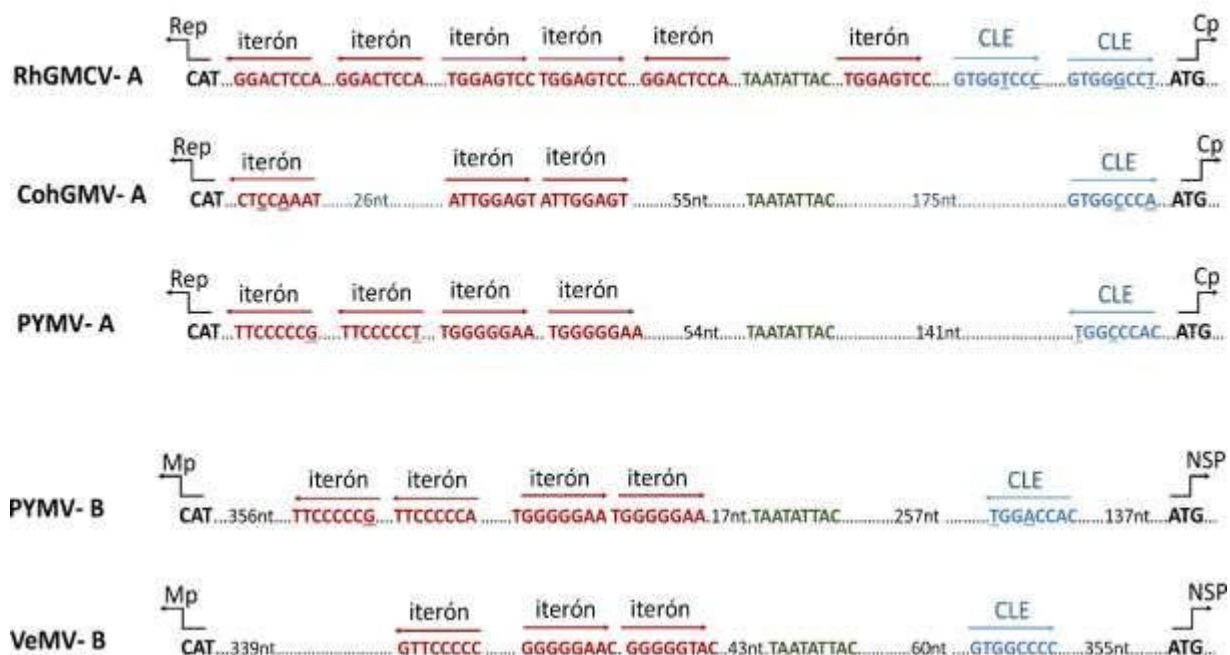 Rep iterón iterón iterón iterón iterón iterón CLE CLE Cp
RhGMCV- A CAT...GGACTCCA...GGACTCCA...TGGAGTCC TGGAGTCC...GGACTCCA...TAATATTAC...TGGAGTCC......GTGGTCCC......GTGGGCCT...ATG...
Rep iterón iterón iterón CLE Cp
CohGMV- A CAT...CTCCAAAT.......26nt.......ATTGGAGT ATTGGAGT.........55nt.......TAATATTAC.............175nt.............GTGGCCCA...ATG...
Rep iterón iterón iterón iterón CLE Cp
PYMV- A CAT...TTCCCCCG...TTCCCCCT...TGGGGGAA..TGGGGGAA.......54nt.......TAATATTAC.............141nt.............TGGCCCAC...ATG...
Mp iterón iterón iterón iterón CLE NSP
PYMV- B CAT...356nt.......TTCCCCCG...TTCCCCCA......TGGGGGAA TGGGGGAA.17nt.TAATATTAC..........257nt..........TGGACCAC......137nt...ATG...
Mp iterón iterón iterón CLE NSP
VeMV- B CAT...339nt...............GTTCCCCC......GGGGGAAC.GGGGGTAC..43nt...TAATATTAC........60nt...GTGGCCCC......355nt....ATG...